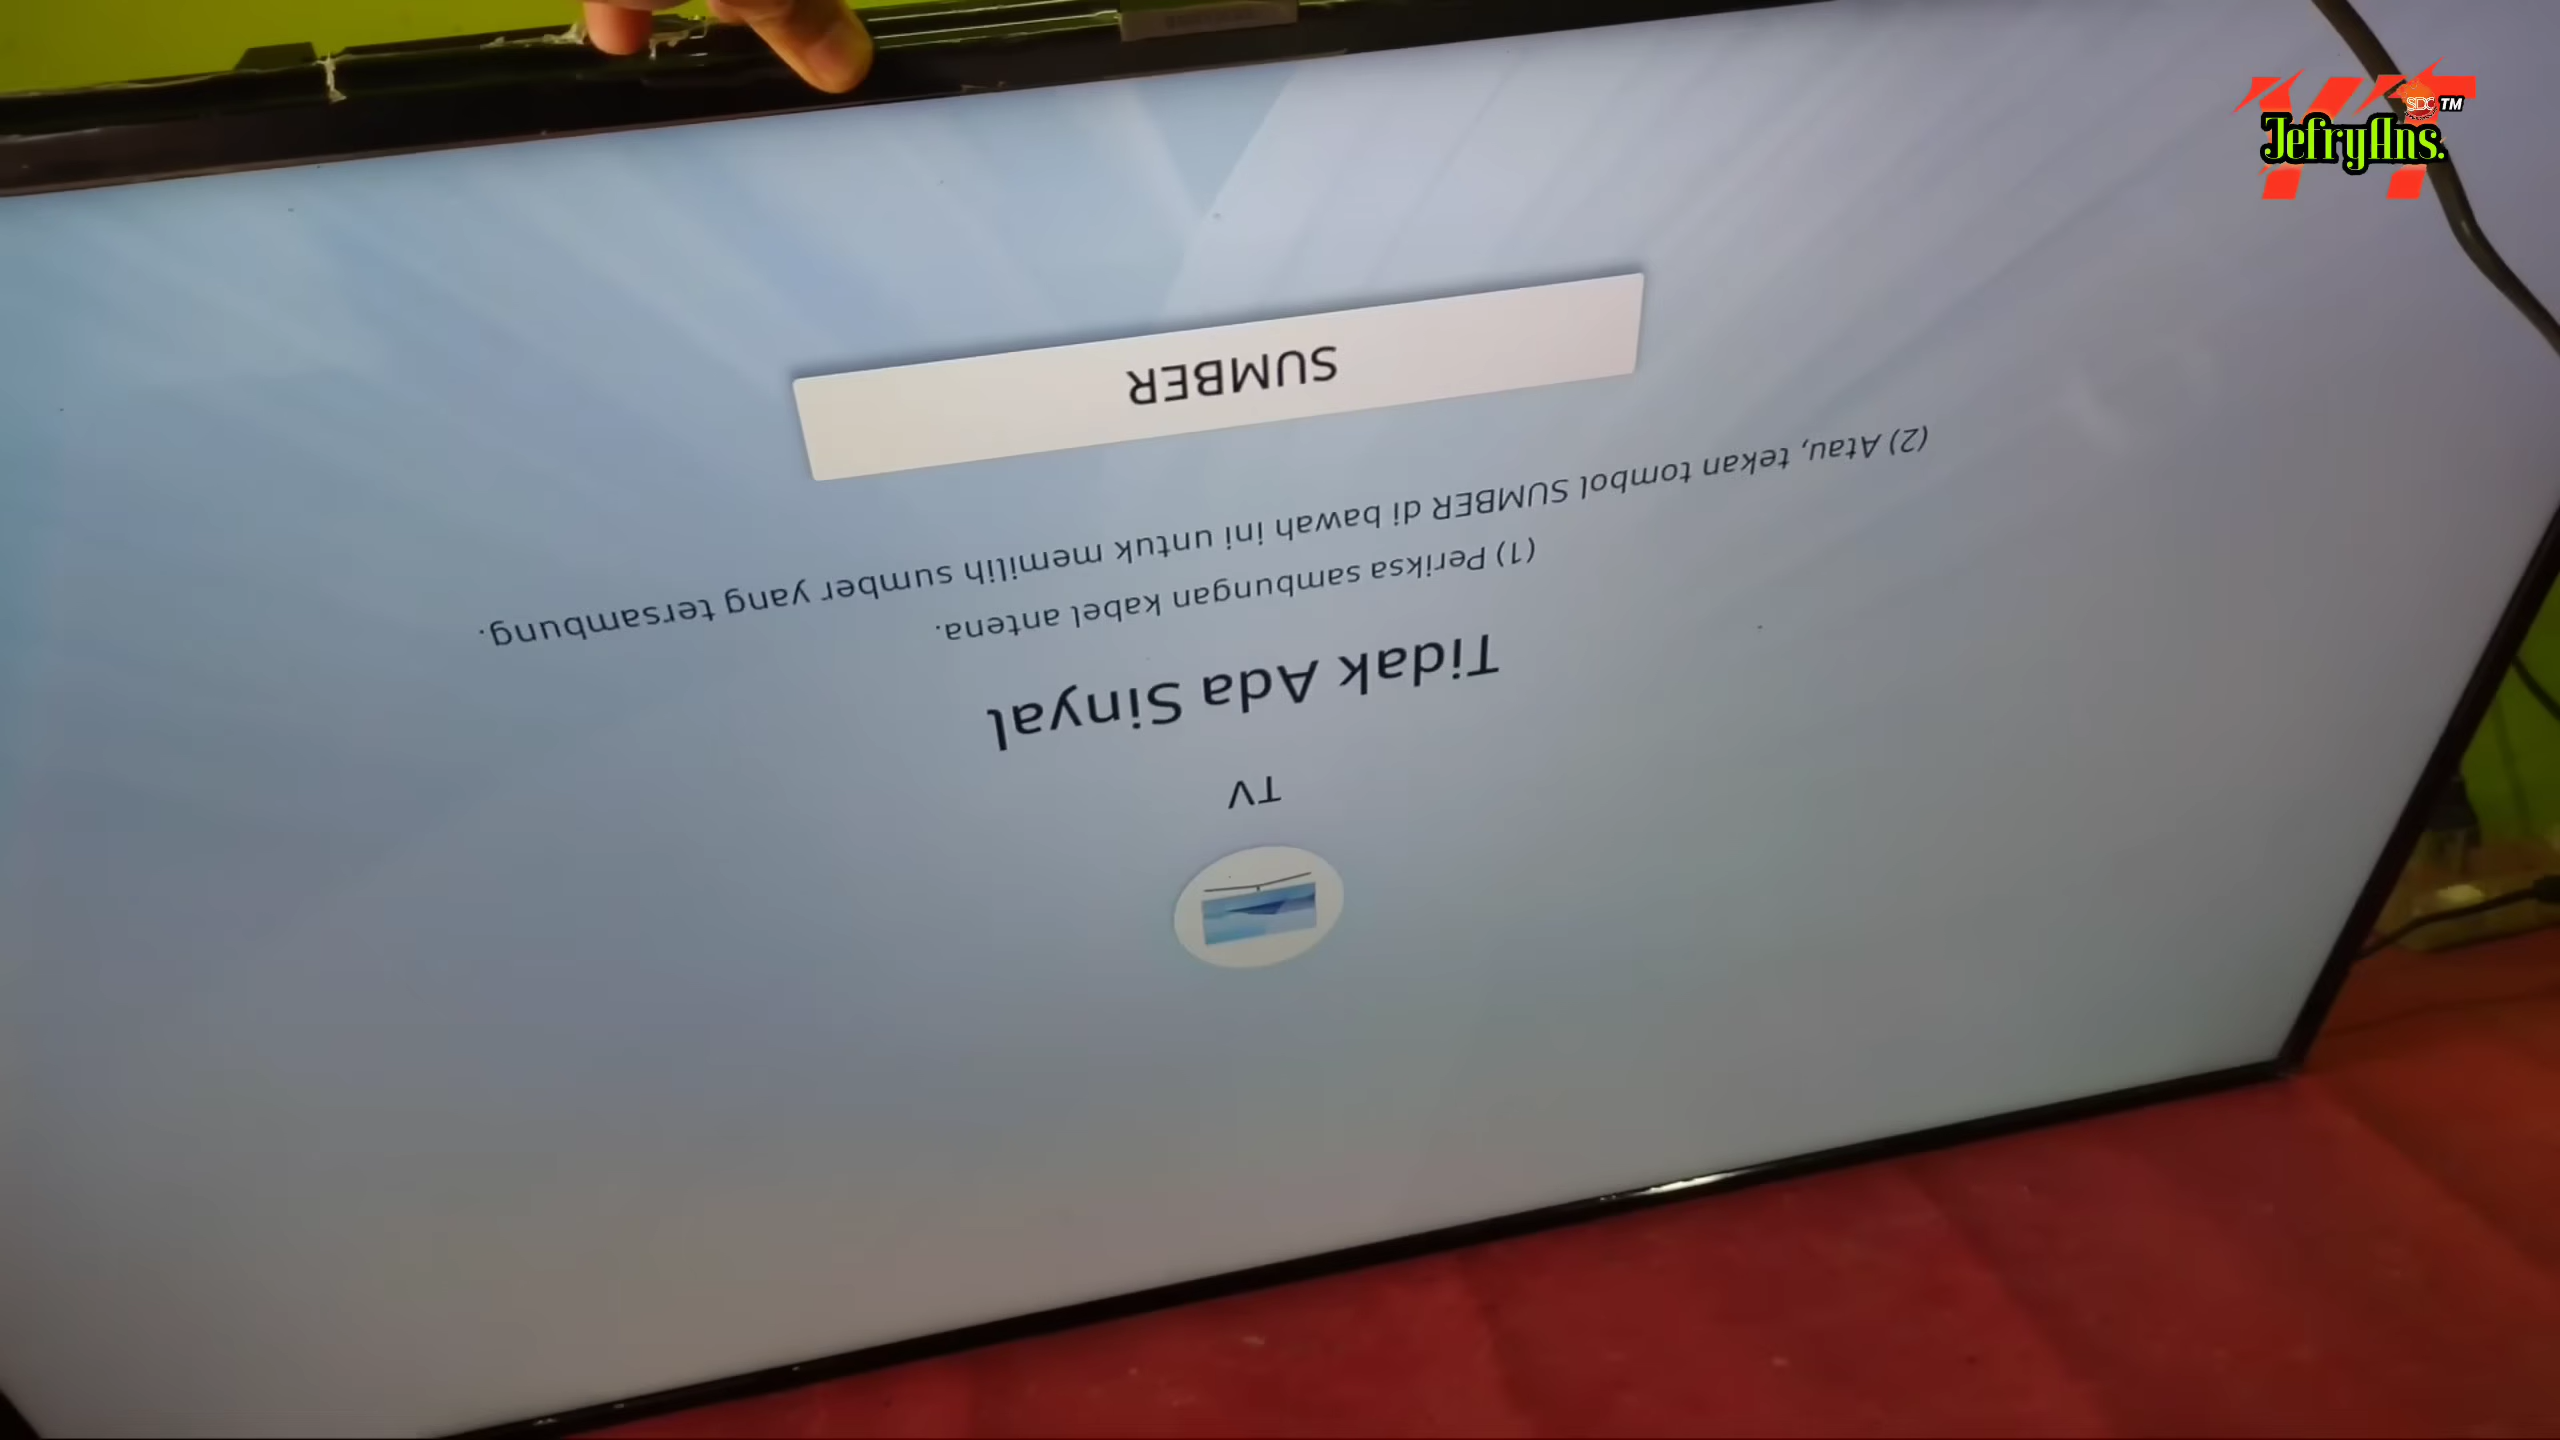 TV
Tidak Ada Sinyal
(1) Periksa sambungan kabel antena.
(2) Atau, tekan tombol SUMBER di bawah ini untuk memilih sumber yang tersambung.
SUMBER
SDC TM
JefryAns.